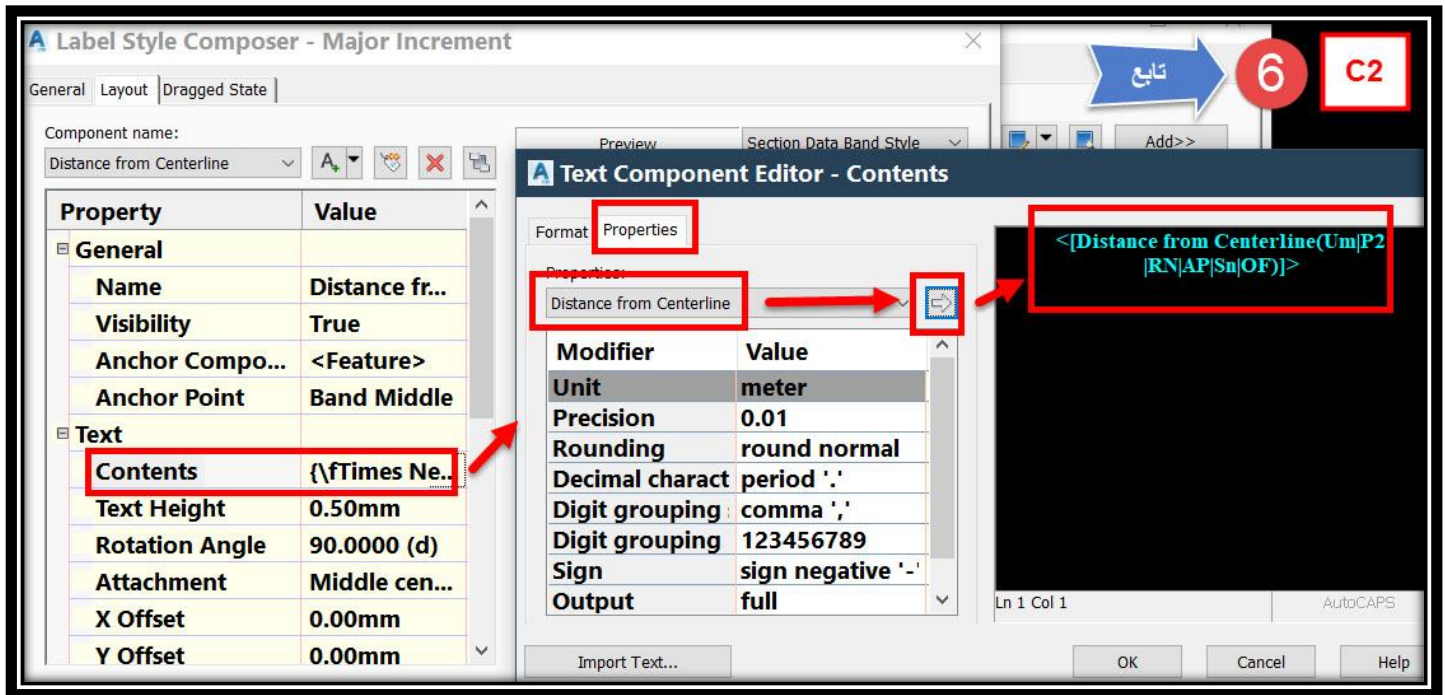 Label Style Composer - Major Increment
General Layout Dragged State
Component name:
Distance from Centerline
Property Value
General
Name Distance fr...
Visibility True
Anchor Compo... <Feature>
Anchor Point Band Middle
Text
Contents {\fTimes Ne...
Text Height 0.50mm
Rotation Angle 90.0000 (d)
Attachment Middle cen...
X Offset 0.00mm
Y Offset 0.00mm
Preview Section Data Band Style
تابع
6
C2
Add>>
Text Component Editor - Contents
Format Properties
Properties:
Distance from Centerline
Modifier Value
Unit meter
Precision 0.01
Rounding round normal
Decimal charact period '.'
Digit grouping comma ','
Digit grouping 123456789
Sign sign negative '-'
Output full
<[Distance from Centerline(Um|P2
|RN|AP|Sn|OF)]>
Ln 1 Col 1 AutoCAPS
Import Text... OK Cancel Help